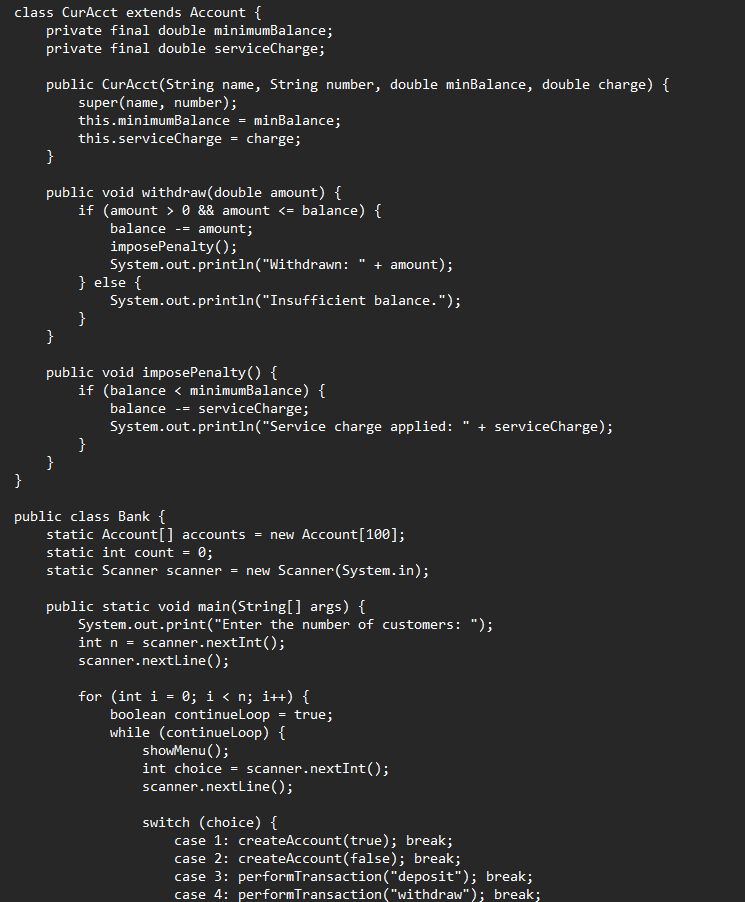 class CurAcct extends Account {
    private final double minimumBalance;
    private final double serviceCharge;

    public CurAcct(String name, String number, double minBalance, double charge) {
        super(name, number);
        this.minimumBalance = minBalance;
        this.serviceCharge = charge;
    }

    public void withdraw(double amount) {
        if (amount > 0 && amount <= balance) {
            balance -= amount;
            imposePenalty();
            System.out.println("Withdrawn: " + amount);
        } else {
            System.out.println("Insufficient balance.");
        }
    }

    public void imposePenalty() {
        if (balance < minimumBalance) {
            balance -= serviceCharge;
            System.out.println("Service charge applied: " + serviceCharge);
        }
    }
}

public class Bank {
    static Account[] accounts = new Account[100];
    static int count = 0;
    static Scanner scanner = new Scanner(System.in);

    public static void main(String[] args) {
        System.out.print("Enter the number of customers: ");
        int n = scanner.nextInt();
        scanner.nextLine();

        for (int i = 0; i < n; i++) {
            boolean continueLoop = true;
            while (continueLoop) {
                showMenu();
                int choice = scanner.nextInt();
                scanner.nextLine();

                switch (choice) {
                    case 1: createAccount(true); break;
                    case 2: createAccount(false); break;
                    case 3: performTransaction("deposit"); break;
                    case 4: performTransaction("withdraw"); break;